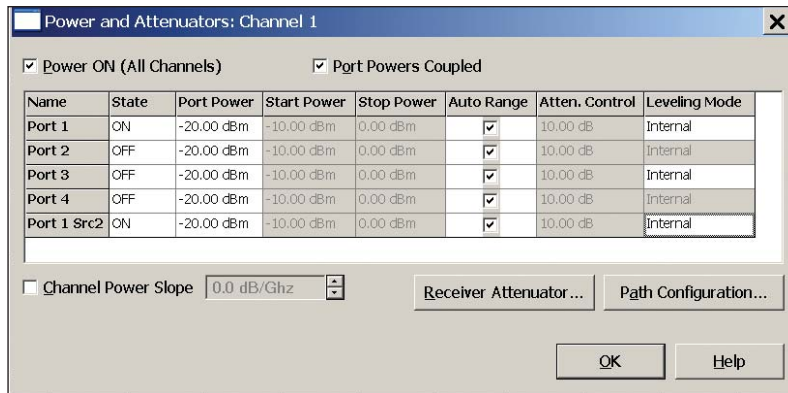 Power and Attenuators: Channel 1
Power ON (All Channels) Port Powers Coupled
Name State Port Power Start Power Stop Power Auto Range Atten. Control Leveling Mode
Port 1 ON -20.00 dBm -10.00 dBm 0.00 dBm 10.00 dB Internal
Port 2 OFF -20.00 dBm -10.00 dBm 0.00 dBm 10.00 dB Internal
Port 3 OFF -20.00 dBm -10.00 dBm 0.00 dBm 10.00 dB Internal
Port 4 OFF -20.00 dBm -10.00 dBm 0.00 dBm 10.00 dB Internal
Port 1 Src2 ON -20.00 dBm -10.00 dBm 0.00 dBm 10.00 dB Internal
Channel Power Slope 0.0 dB/Ghz Receiver Attenuator... Path Configuration...
OK Help